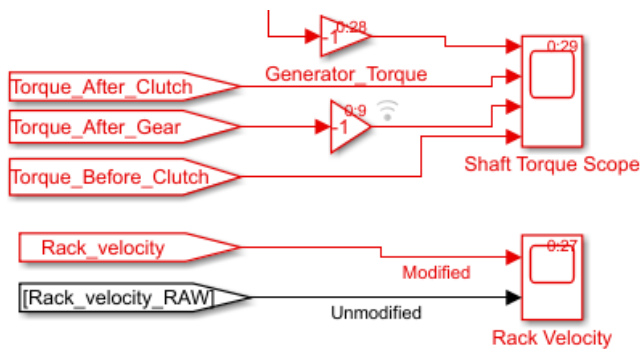 0:28
-1
0:29
Generator_Torque
Torque_After_Clutch
0:9
Torque_After_Gear
-1
Shaft Torque Scope
Torque_Before_Clutch
Rack_velocity
0:27
Modified
[Rack_velocity_RAW]
Unmodified
Rack Velocity